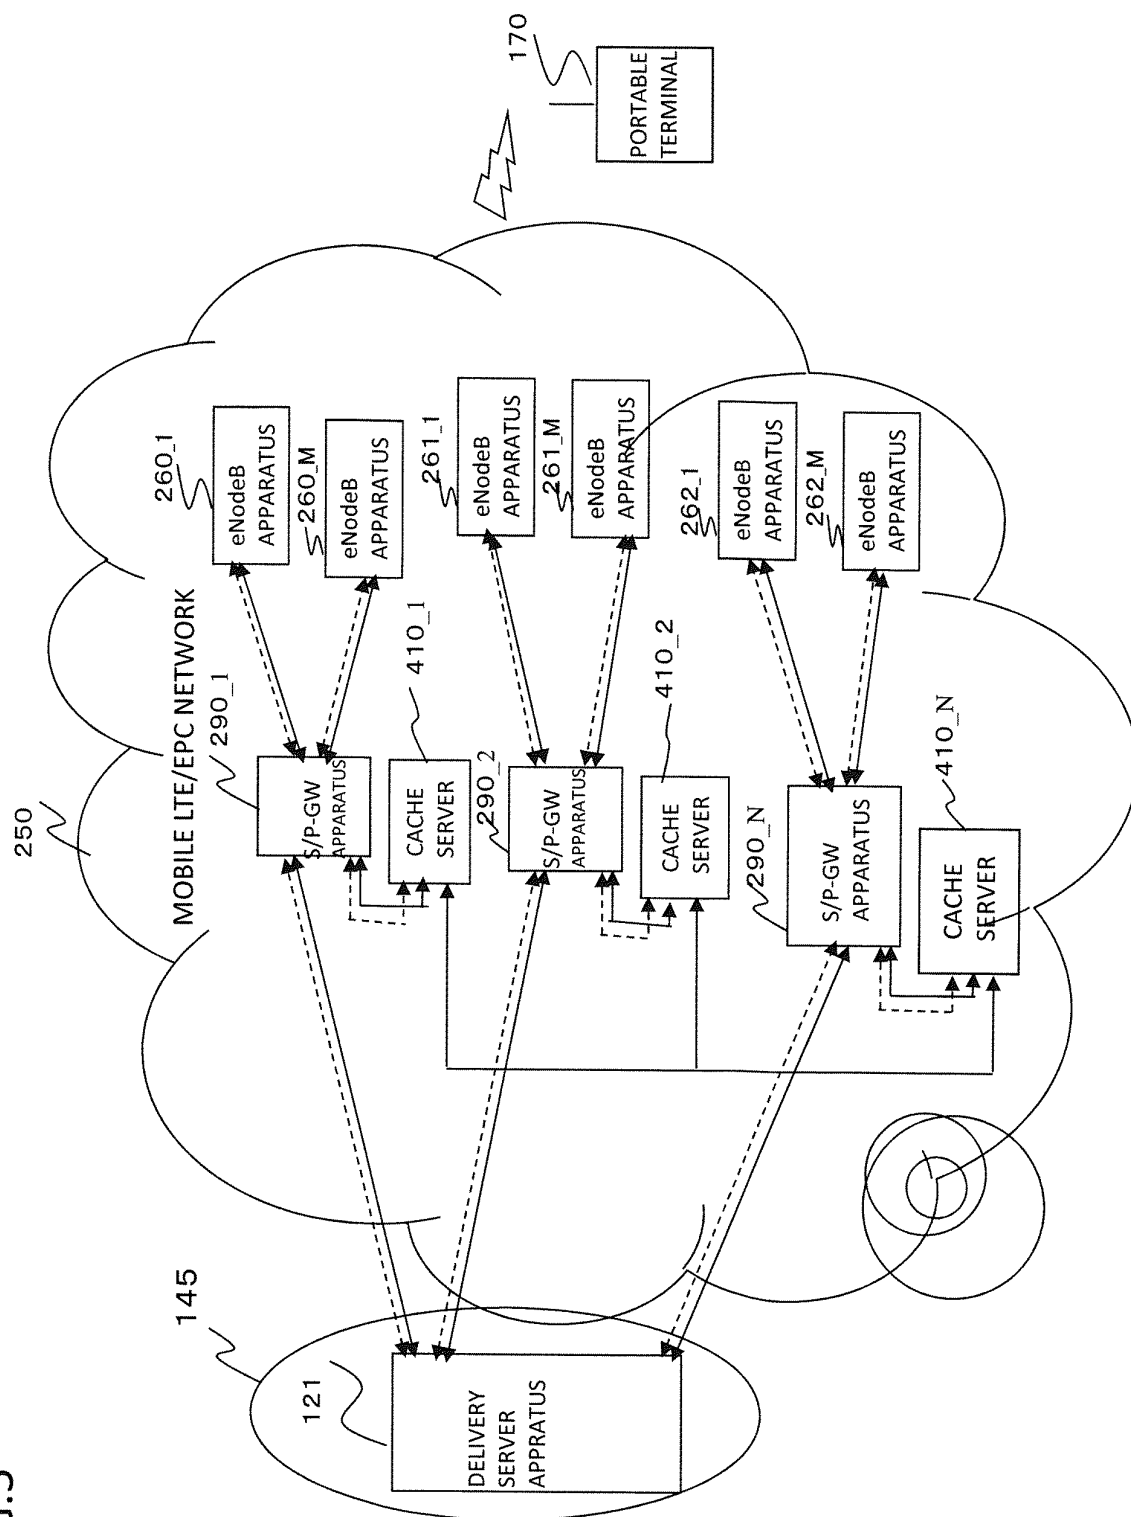 250
MOBILE LTE/EPC NETWORK
145
121
DELIVERY
SERVER
APPRATUS
290_1
S/P-GW
APPARATUS
410_1
CACHE
SERVER
290_2
S/P-GW
APPARATUS
410_2
CACHE
SERVER
290_N
S/P-GW
APPARATUS
410_N
CACHE
SERVER
260_1
eNodeB
APPARATUS
260_M
eNodeB
APPARATUS
261_1
eNodeB
APPARATUS
261_M
eNodeB
APPARATUS
262_1
eNodeB
APPARATUS
262_M
eNodeB
APPARATUS
170
PORTABLE
TERMINAL